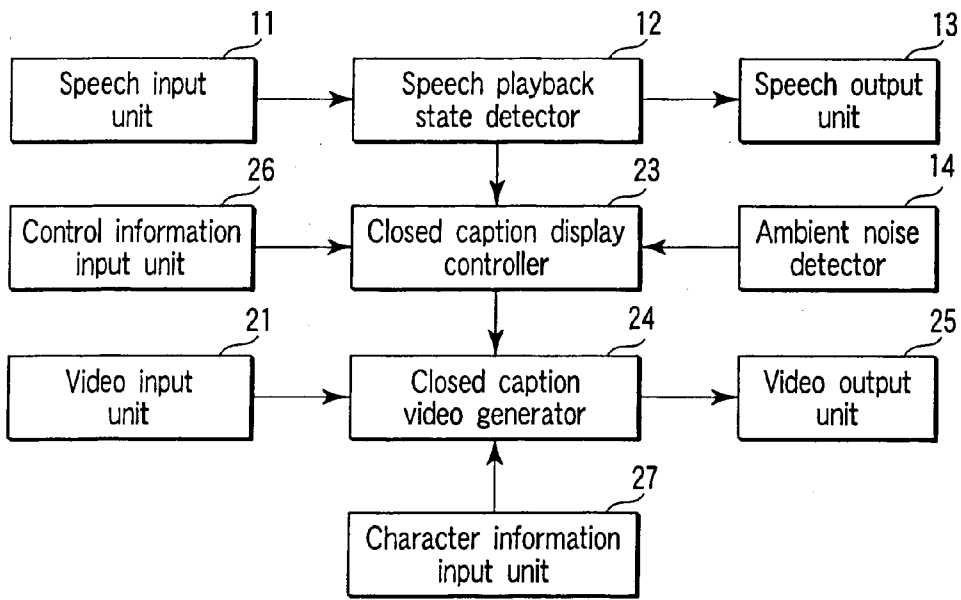 11
Speech input
unit
12
Speech playback
state detector
13
Speech output
unit
26
Control information
input unit
23
Closed caption display
controller
14
Ambient noise
detector
21
Video input
unit
24
Closed caption
video generator
25
Video output
unit
27
Character information
input unit